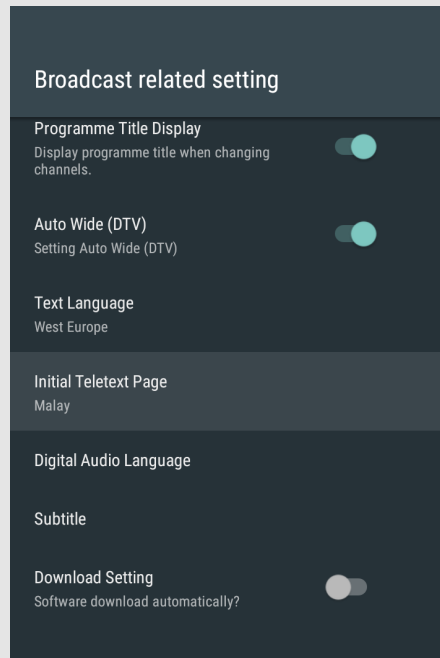 Broadcast related setting
Programme Title Display
Display programme title when changing
channels.
Auto Wide (DTV)
Setting Auto Wide (DTV)
Text Language
West Europe
Initial Teletext Page
Malay
Digital Audio Language
Subtitle
Download Setting
Software download automatically?